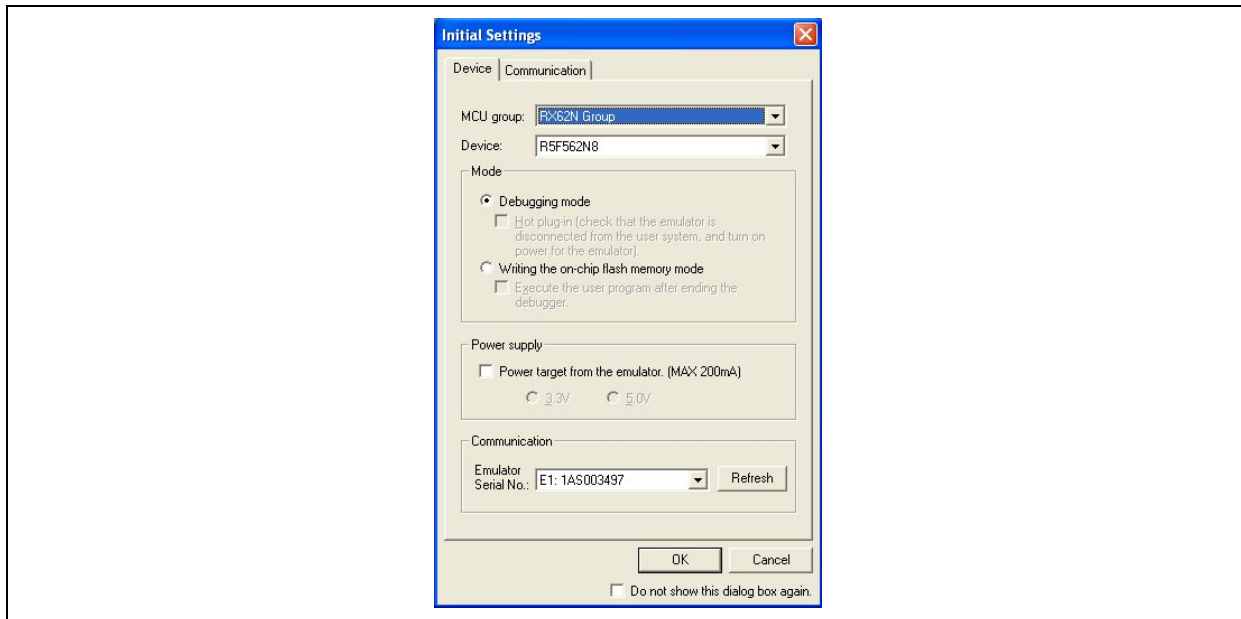 Initial Settings
Device
Communication
MCU group:
RX62N Group
Device:
R5F562N8
Mode
Debugging mode
Hot plug-in (check that the emulator is
disconnected from the user system, and turn on
power for the emulator).
Writing the on-chip flash memory mode
Execute the user program after ending the
debugger.
Power supply
Power target from the emulator. (MAX 200mA)
3.3V
5.0V
Communication
Emulator
Serial No.:
E1: 1AS003497
Refresh
OK
Cancel
Do not show this dialog box again.